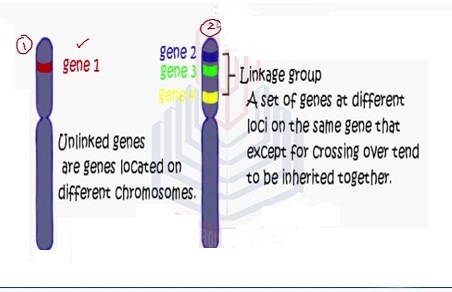 1
gene 1
Unlinked genes
are genes located on
different chromosomes.
2
gene 2
gene 3
gene 4
Linkage group
A set of genes at different
loci on the same gene that
except for crossing over tend
to be inherited together.